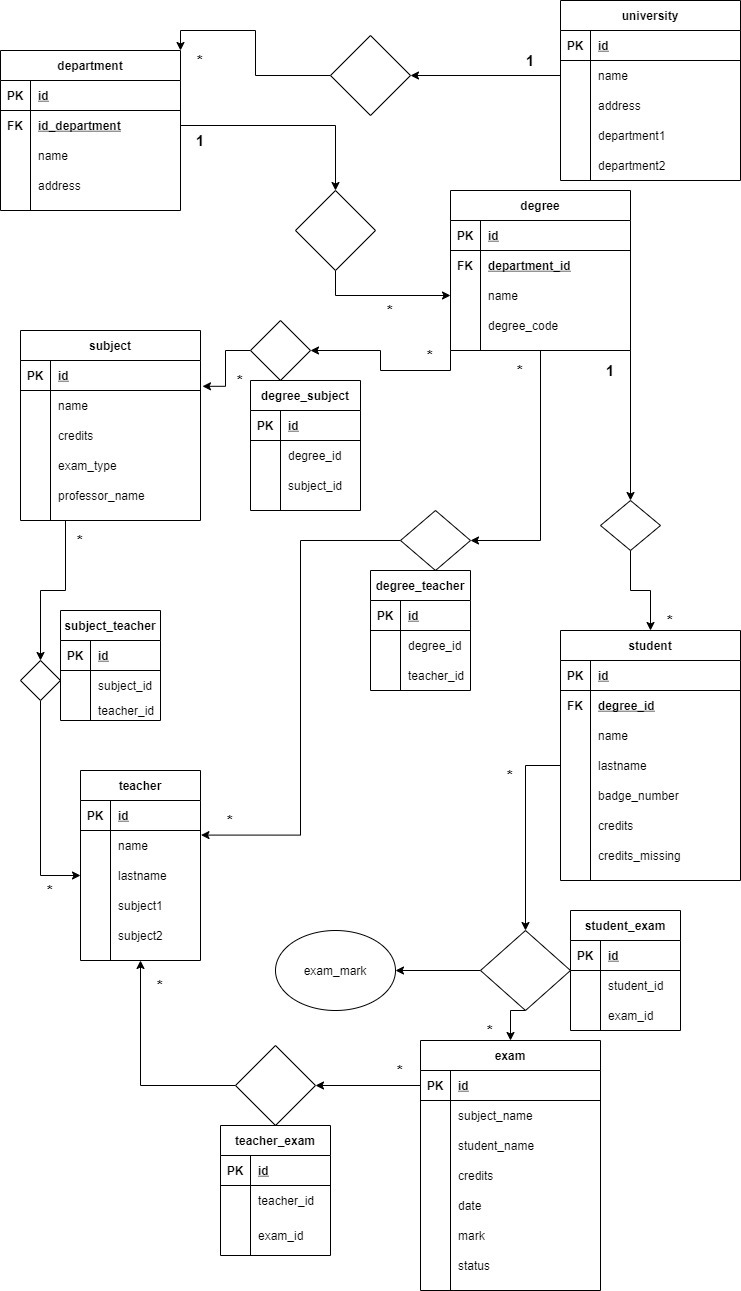 university
PK id
name
address
department1
department2
1
*
department
PK id
FK id_department
name
address
1
*
degree
PK id
FK department_id
name
degree_code
*
*
1
subject
PK id
name
credits
exam_type
professor_name
*
*
degree_subject
PK id
degree_id
subject_id
degree_teacher
PK id
degree_id
teacher_id
subject_teacher
PK id
subject_id
teacher_id
*
student
PK id
FK degree_id
name
lastname
badge_number
credits
credits_missing
*
teacher
PK id
name
lastname
subject1
subject2
*
*
*
student_exam
PK id
student_id
exam_id
exam_mark
*
*
exam
PK id
subject_name
student_name
credits
date
mark
status
teacher_exam
PK id
teacher_id
exam_id